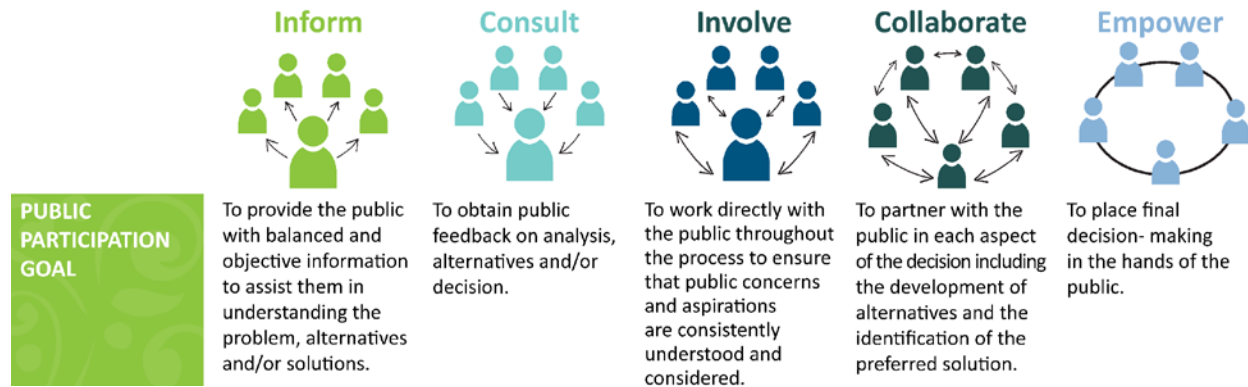 Inform
Consult
Involve
Collaborate
Empower
PUBLIC
PARTICIPATION
GOAL
To provide the public
with balanced and
objective information
to assist them in
understanding the
problem, alternatives
and/or solutions.
To obtain public
feedback on analysis,
alternatives and/or
decision.
To work directly with
the public throughout
the process to ensure
that public concerns
and aspirations
are consistently
understood and
considered.
To partner with the
public in each aspect
of the decision including
the development of
alternatives and the
identification of the
preferred solution.
To place final
decision- making
in the hands of the
public.